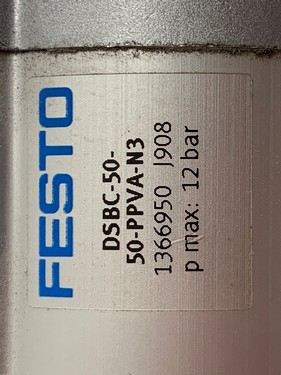 FESTO
DSBC-50-
50-PPVA-N3
1366950 J908
p max: 12 bar